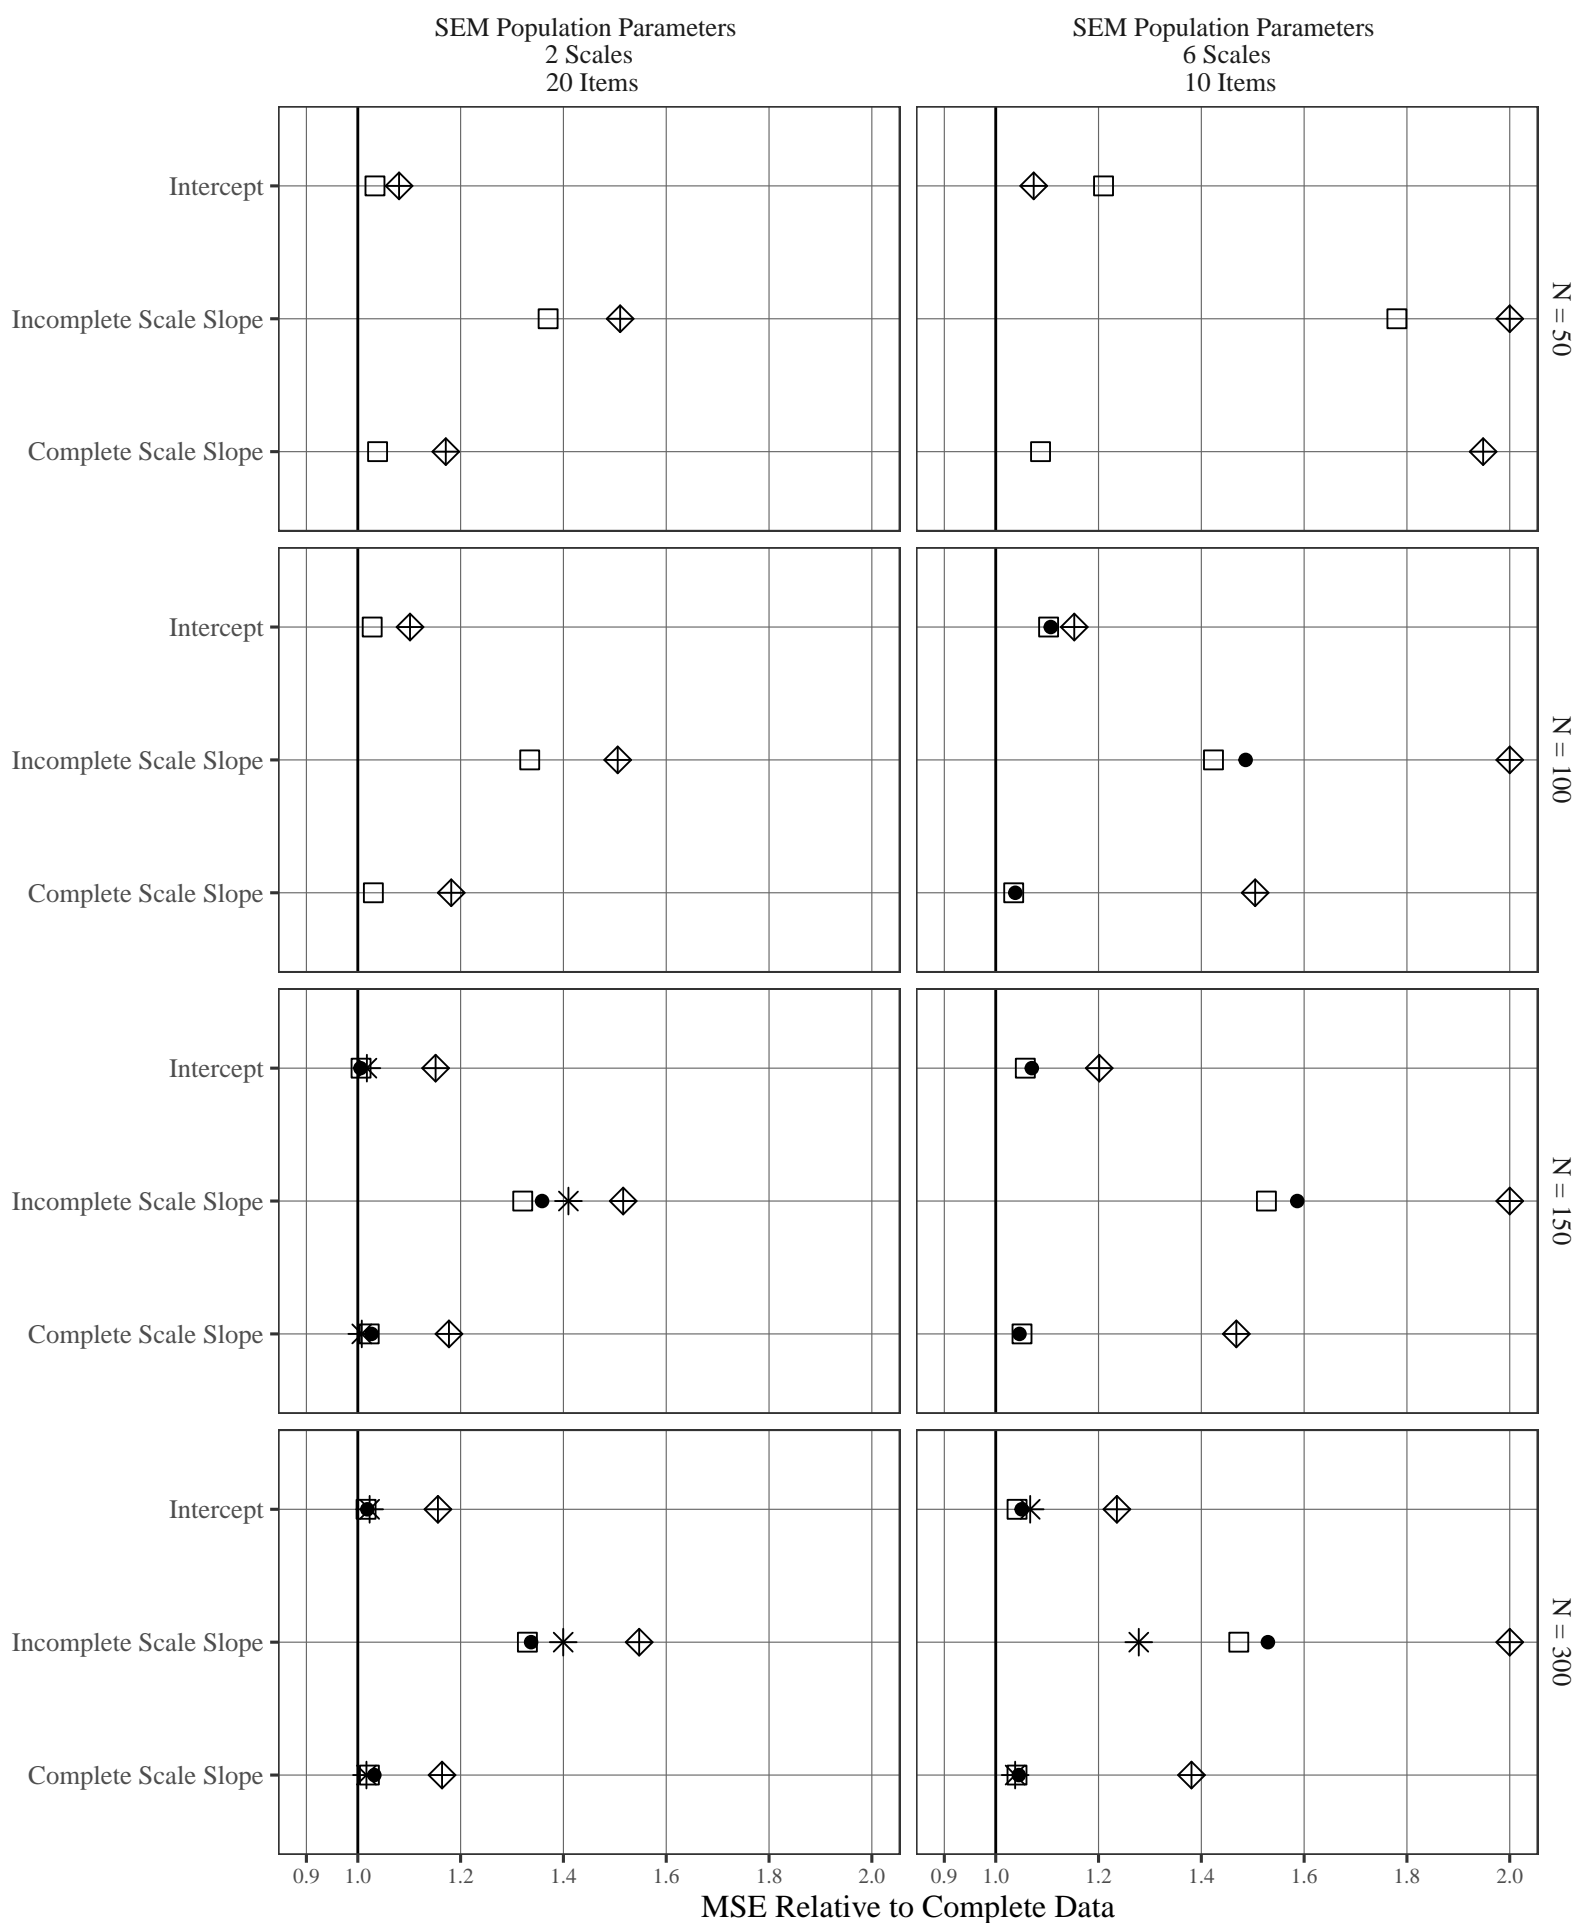 SEM Population Parameters
2 Scales
20 Items
SEM Population Parameters
6 Scales
10 Items
Intercept
Incomplete Scale Slope
Complete Scale Slope
N = 50
Intercept
Incomplete Scale Slope
Complete Scale Slope
N = 100
Intercept
Incomplete Scale Slope
Complete Scale Slope
N = 150
Intercept
Incomplete Scale Slope
Complete Scale Slope
N = 300
0.9 1.0 1.2 1.4 1.6 1.8 2.0
0.9 1.0 1.2 1.4 1.6 1.8 2.0
MSE Relative to Complete Data